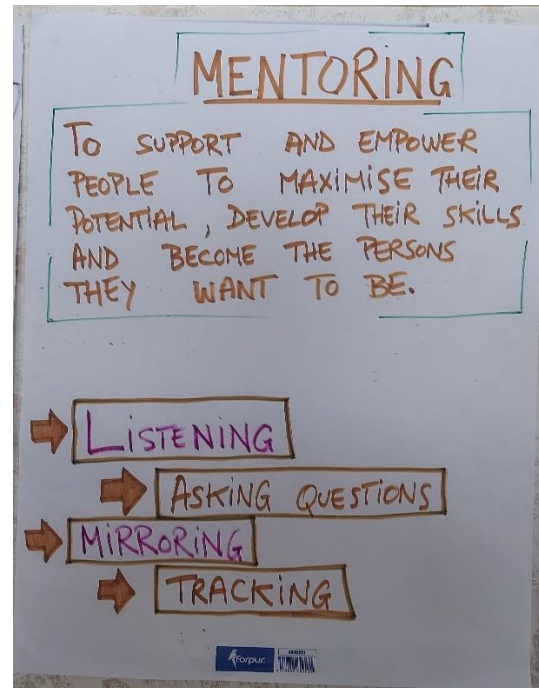 MENTORING
TO SUPPORT AND EMPOWER
PEOPLE TO MAXIMISE THEIR
POTENTIAL, DEVELOP THEIR SKILLS
AND BECOME THE PERSONS
THEY WANT TO BE.
LISTENING
ASKING QUESTIONS
MIRRORING
TRACKING
forpur